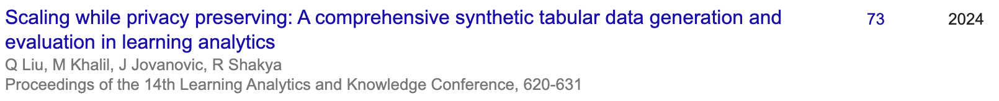 Scaling while privacy preserving: A comprehensive synthetic tabular data generation and 73 2024
evaluation in learning analytics
Q Liu, M Khalil, J Jovanovic, R Shakya
Proceedings of the 14th Learning Analytics and Knowledge Conference, 620-631